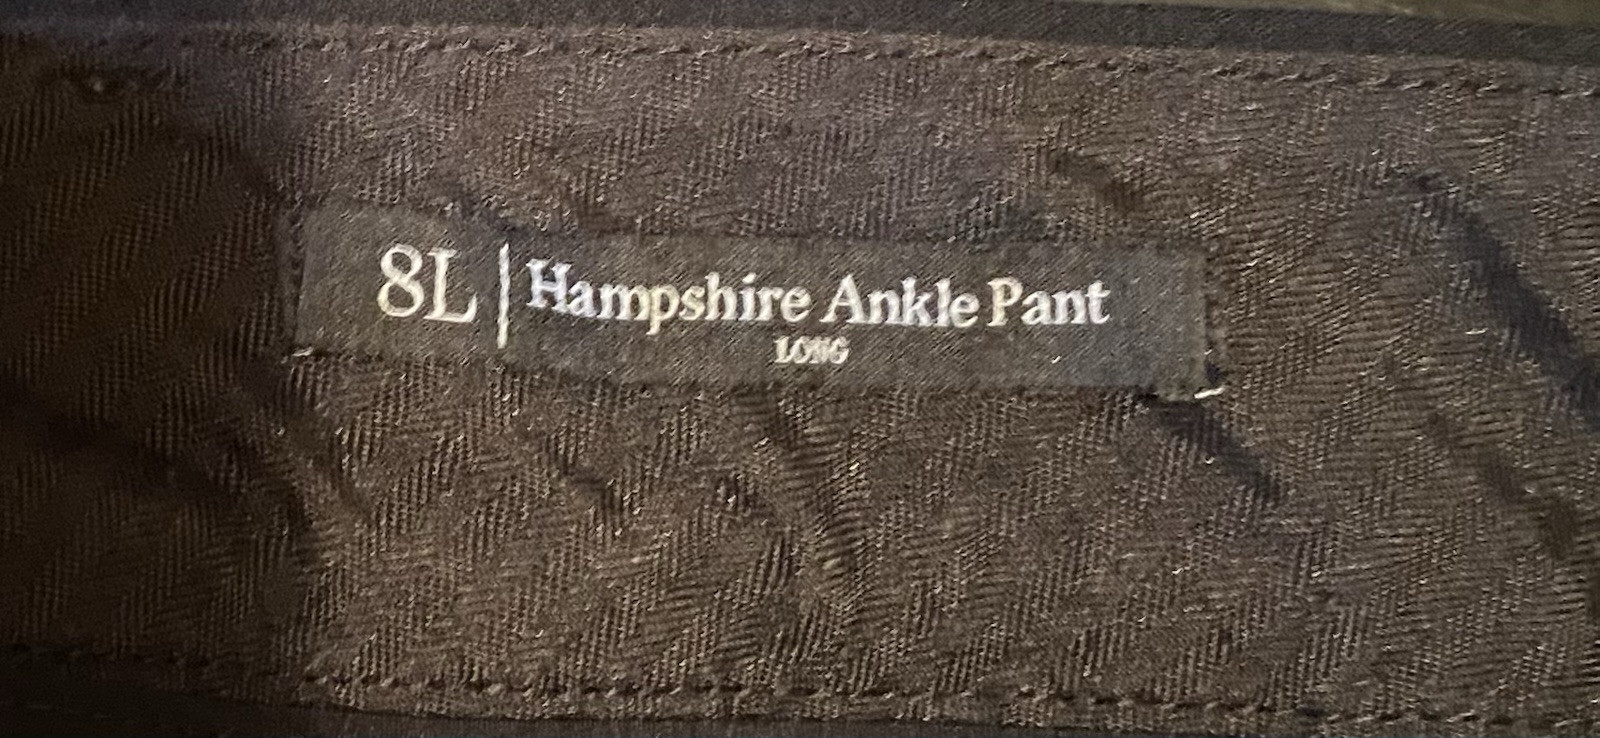 8L | Hampshire Ankle Pant
LONG